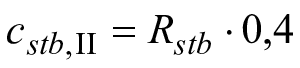 c_{stb,II} = R_{stb} · 0,4